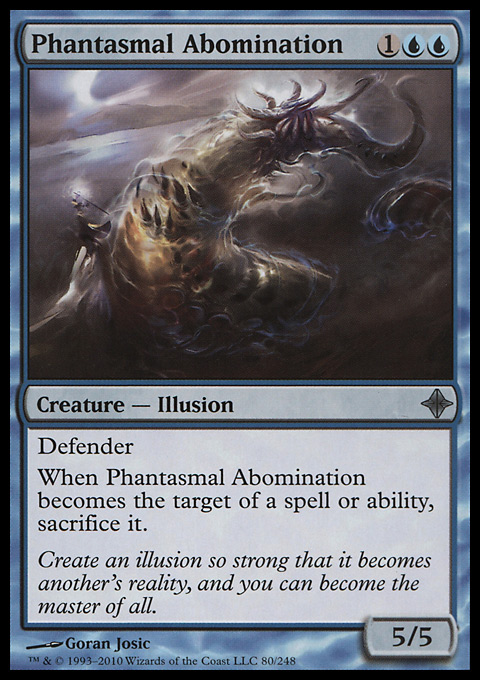 Phantasmal Abomination 1
Creature — Illusion
Defender
When Phantasmal Abomination
becomes the target of a spell or ability,
sacrifice it.
Create an illusion so strong that it becomes
another's reality, and you can become the
master of all.
5/5
Goran Josic
™ & © 1993–2010 Wizards of the Coast LLC 80/248